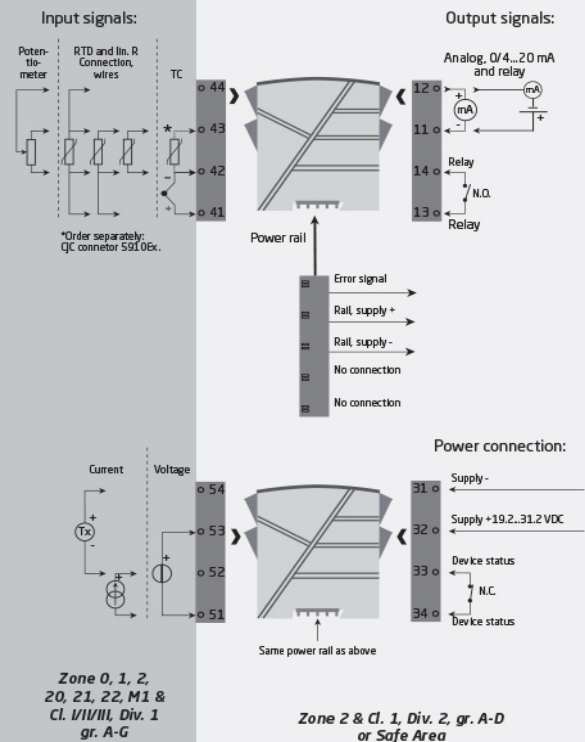 Input signals:
Output signals:
Poten-
tio-
meter
RTD and lin. R
Connection,
wires
TC
Analog, 0/4...20 mA
and relay
44
43
42
41
*
-
+
12
11
14
13
+
mA
-
mA
+
Relay
N.O.
Relay
*Order separately:
CJC connetor 5910Ex.
Power rail
Error signal
Rail, supply +
Rail, supply -
No connection
No connection
Power connection:
Current
Voltage
54
53
52
51
+
Tx
-
+
+
31
32
33
34
Supply -
Supply +19.2...31.2 VDC
Device status
N.C.
Device status
Same power rail as above
Zone 0, 1, 2,
20, 21, 22, M1 &
Cl. I/II/III, Div. 1
gr. A-G
Zone 2 & Cl. 1, Div. 2, gr. A-D
or Safe Area